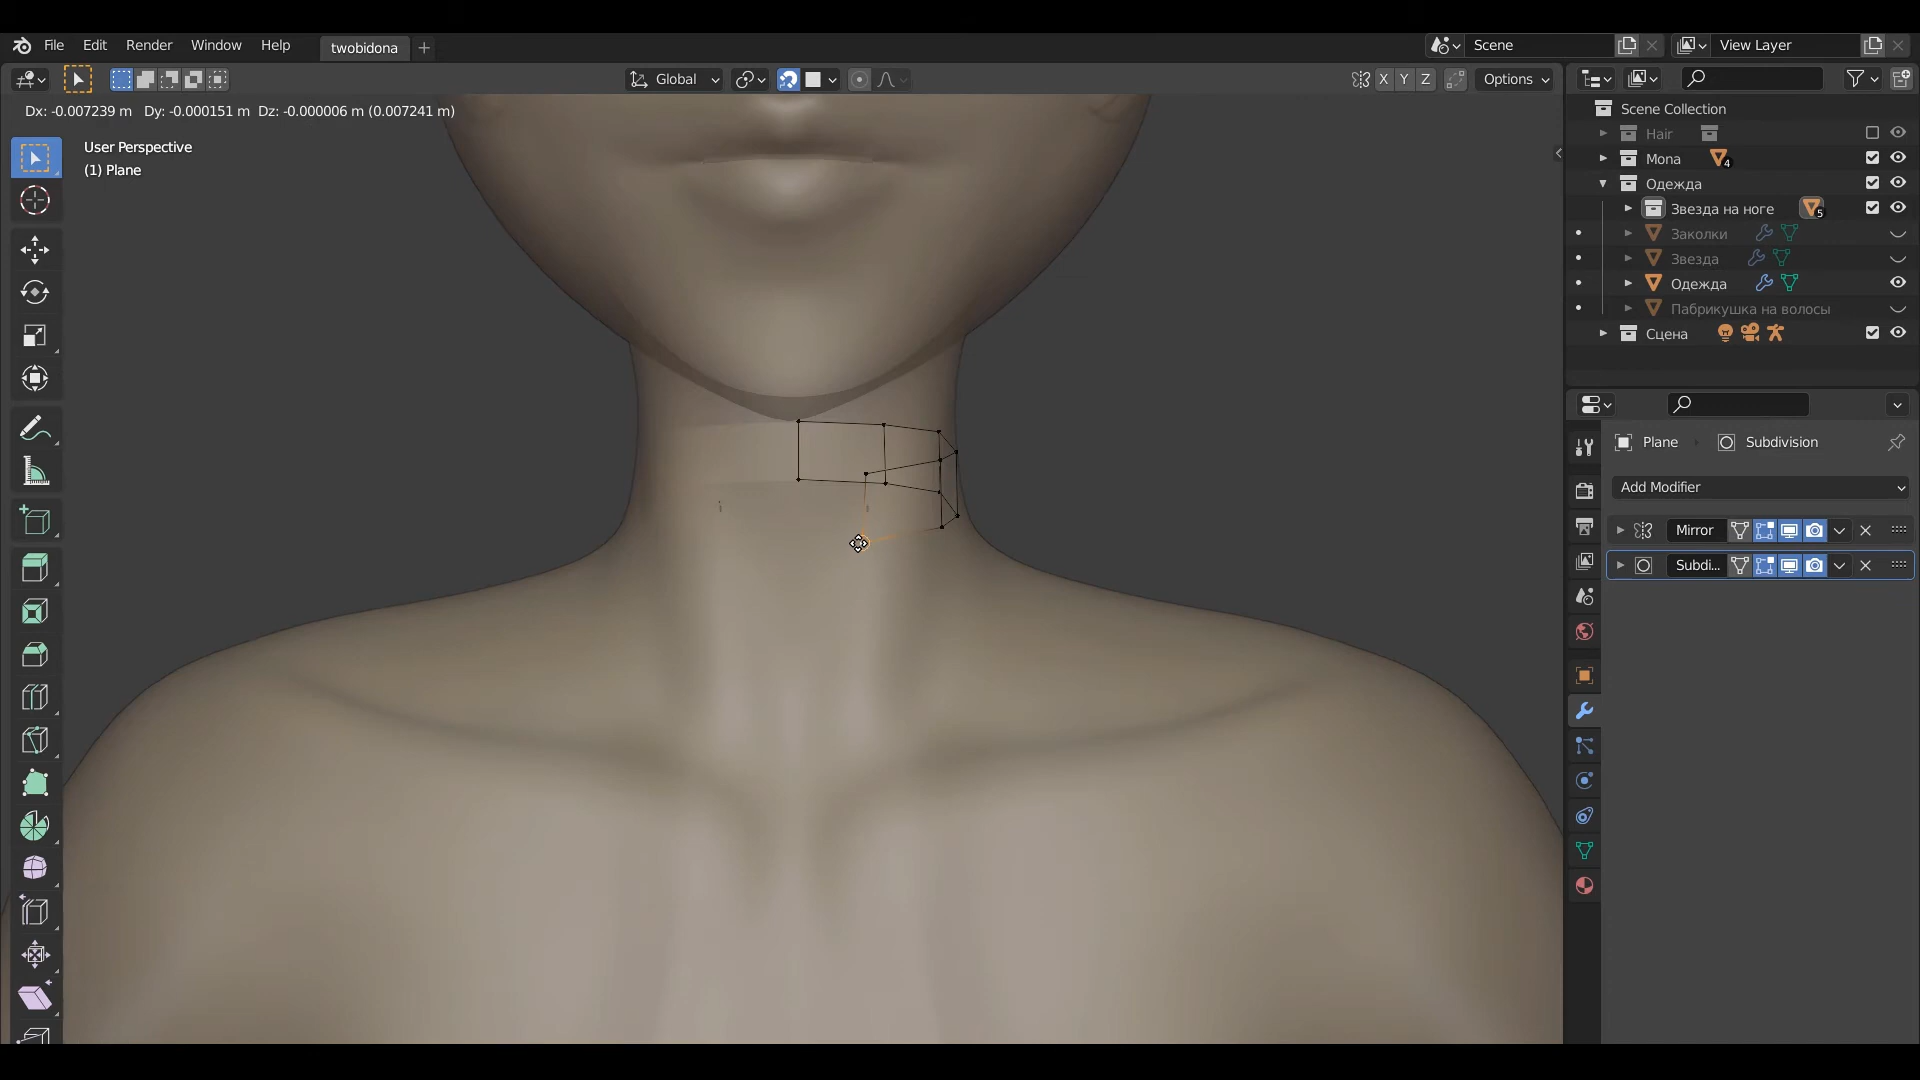 File Edit Render Window Help twobidona + Scene View Layer
Global X Y Z Options
Dx: -0.007239 m Dy: -0.000151 m Dz: -0.000006 m (0.007241 m)
User Perspective
(1) Plane
Scene Collection
Hair
Mona 4
Одежда
Звезда на ноге 5
Заколки
Звезда
Одежда
Пабрикушка на волосы
Сцена
Plane Subdivision
Add Modifier
Mirror
Subdi...